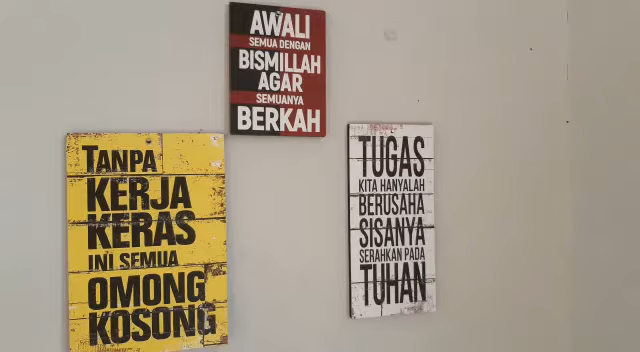 AWALI
SEMUA DENGAN
BISMILLAH
AGAR
SEMUANYA
BERKAH
TANPA
KERJA
KERAS
INI SEMUA
OMONG
KOSONG
TUGAS
KITA HANYALAH
BERUSAHA
SISANYA
SERAHKAN PADA
TUHAN